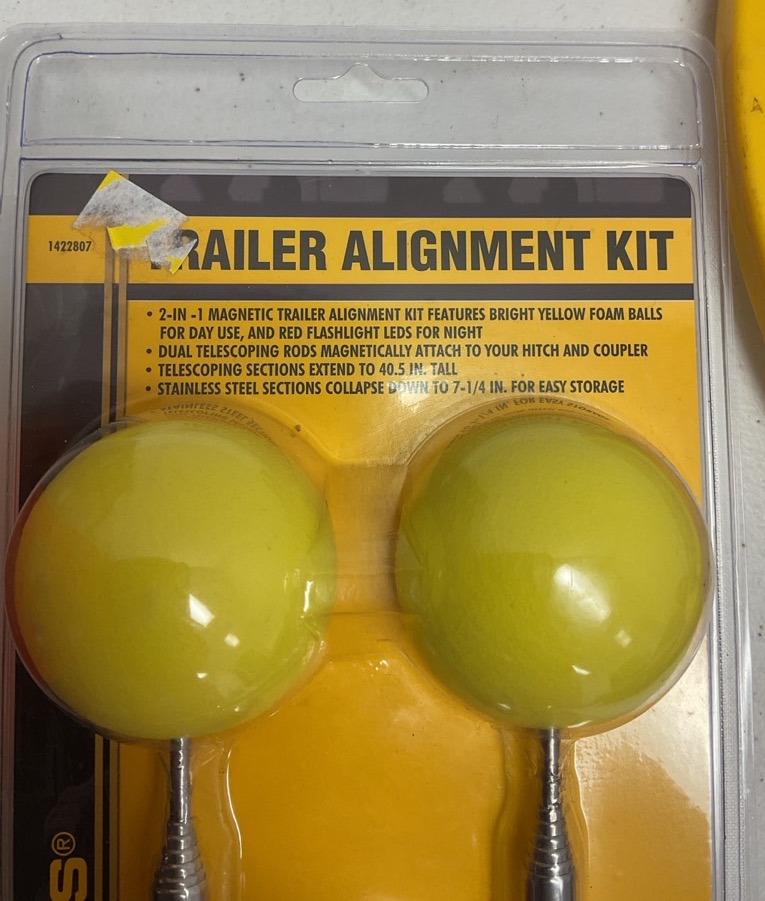 1422807
TRAILER ALIGNMENT KIT
• 2-IN -1 MAGNETIC TRAILER ALIGNMENT KIT FEATURES BRIGHT YELLOW FOAM BALLS
FOR DAY USE, AND RED FLASHLIGHT LEDS FOR NIGHT
• DUAL TELESCOPING RODS MAGNETICALLY ATTACH TO YOUR HITCH AND COUPLER
• TELESCOPING SECTIONS EXTEND TO 40.5 IN. TALL
• STAINLESS STEEL SECTIONS COLLAPSE DOWN TO 7-1/4 IN. FOR EASY STORAGE
S®